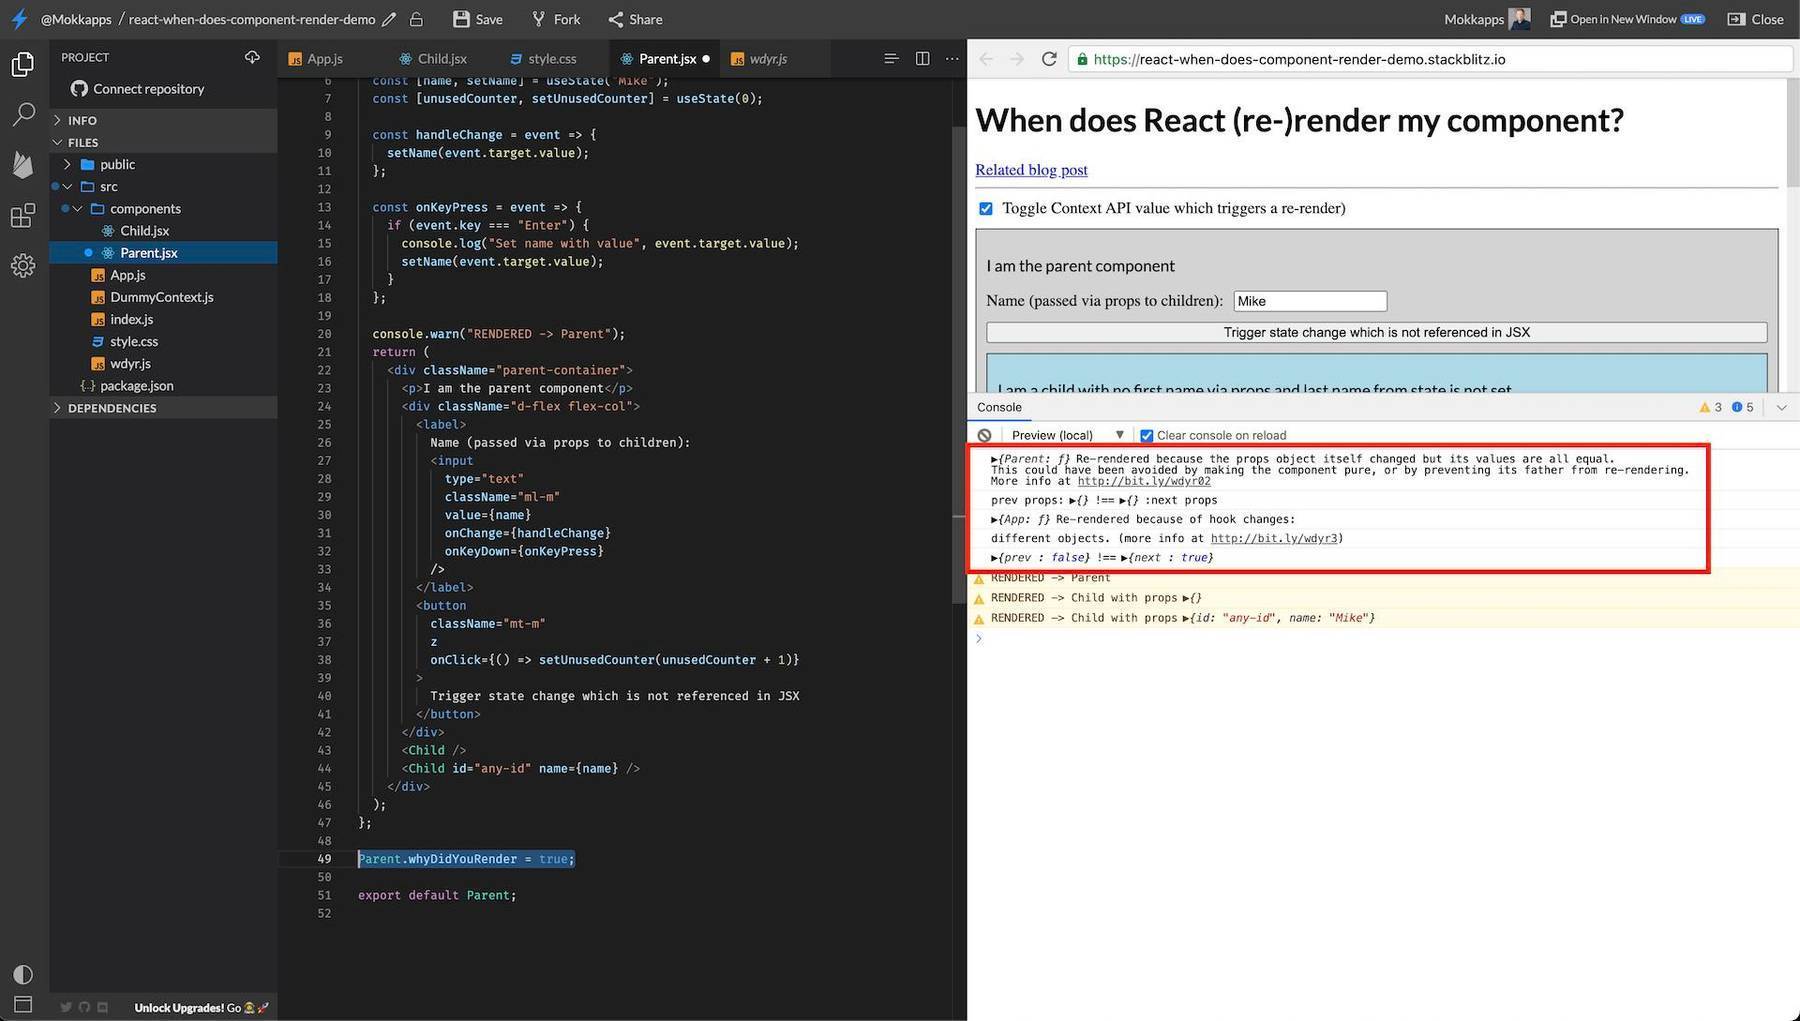 @Mokkapps / react-when-does-component-render-demo
Save
Fork
Share
Mokkapps
Open in New Window LIVE
Close
PROJECT
Connect repository
INFO
FILES
public
src
components
Child.jsx
Parent.jsx
App.js
DummyContext.js
index.js
style.css
wdyr.js
{..} package.json
DEPENDENCIES
Unlock Upgrades! Go
JS App.js
Child.jsx
style.css
Parent.jsx
JS wdyr.js
6 const [name, setName] = useState("Mike");
7 const [unusedCounter, setUnusedCounter] = useState(0);
8
9 const handleChange = event => {
10 setName(event.target.value);
11 };
12
13 const onKeyPress = event => {
14 if (event.key === "Enter") {
15 console.log("Set name with value", event.target.value);
16 setName(event.target.value);
17 }
18 };
19
20 console.warn("RENDERED -> Parent");
21 return (
22 <div className="parent-container">
23 <p>I am the parent component</p>
24 <div className="d-flex flex-col">
25 <label>
26 Name (passed via props to children):
27 <input
28 type="text"
29 className="ml-m"
30 value={name}
31 onChange={handleChange}
32 onKeyDown={onKeyPress}
33 />
34 </label>
35 <button
36 className="mt-m"
37 z
38 onClick={() => setUnusedCounter(unusedCounter + 1)}
39 >
40 Trigger state change which is not referenced in JSX
41 </button>
42 </div>
43 <Child />
44 <Child id="any-id" name={name} />
45 </div>
46 );
47 };
48
49 Parent.whyDidYouRender = true;
50
51 export default Parent;
52
https://react-when-does-component-render-demo.stackblitz.io
When does React (re-)render my component?
Related blog post
Toggle Context API value which triggers a re-render)
I am the parent component
Name (passed via props to children): Mike
Trigger state change which is not referenced in JSX
I am a child with no first name via props and last name from state is not set
Console
3 5
Preview (local) ▼ Clear console on reload
▶{Parent: ƒ} Re-rendered because the props object itself changed but its values are all equal.
This could have been avoided by making the component pure, or by preventing its father from re-rendering.
More info at http://bit.ly/wdyr02
prev props: ▶{} !== ▶{} :next props
▶{App: ƒ} Re-rendered because of hook changes:
different objects. (more info at http://bit.ly/wdyr3)
▶{prev : false} !== ▶{next : true}
RENDERED -> Parent
RENDERED -> Child with props ▶{}
RENDERED -> Child with props ▶{id: "any-id", name: "Mike"}
>